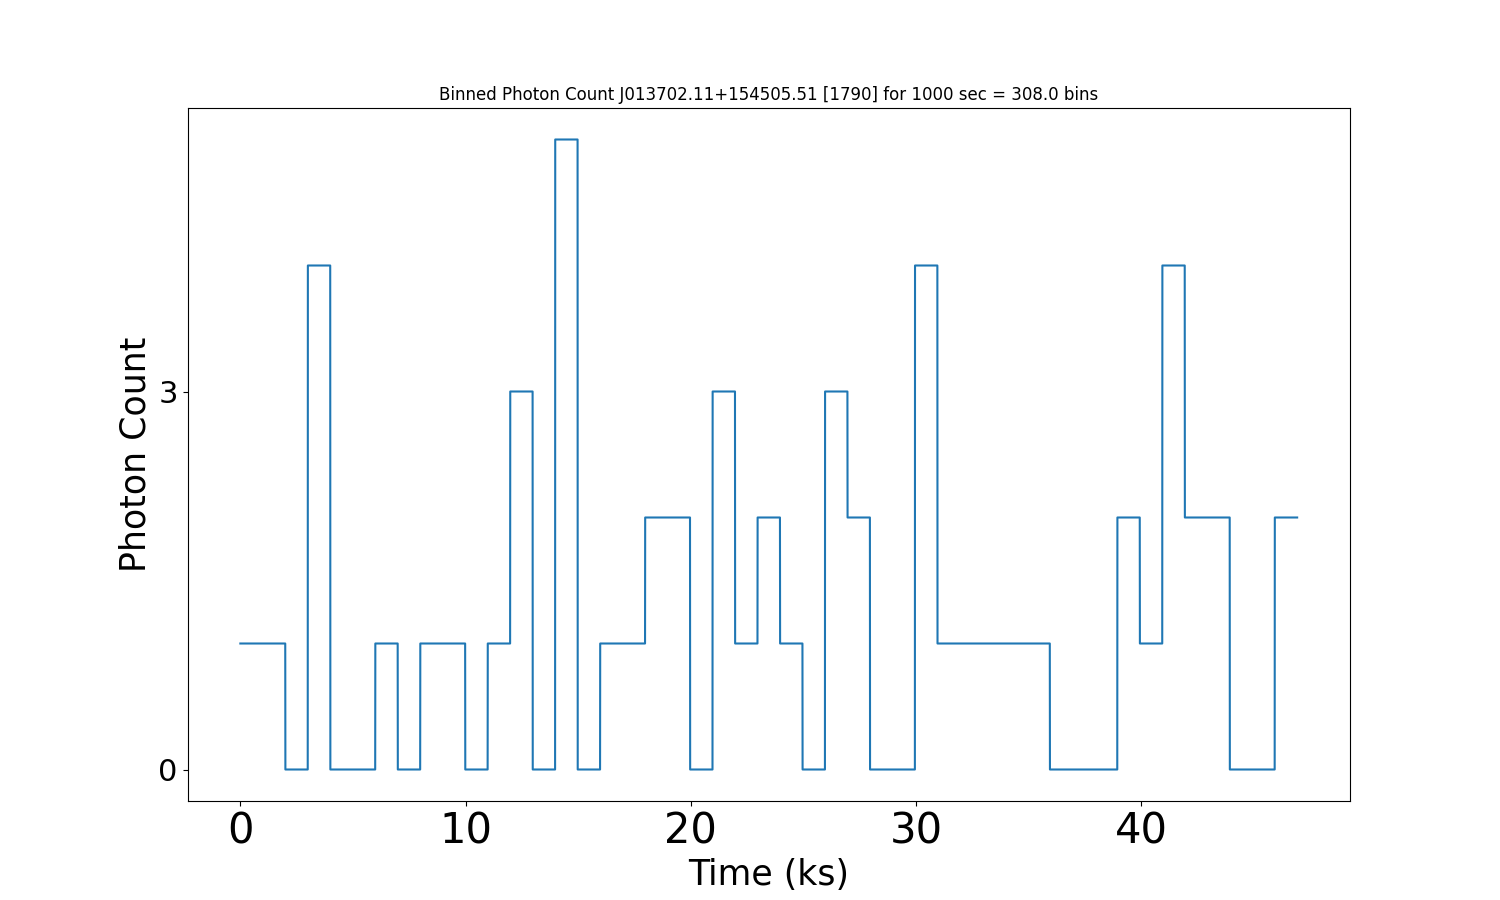 Binned Photon Count J013702.11+154505.51 [1790] for 1000 sec = 308.0 bins
Photon Count
3
0
0 10 20 30 40
Time (ks)